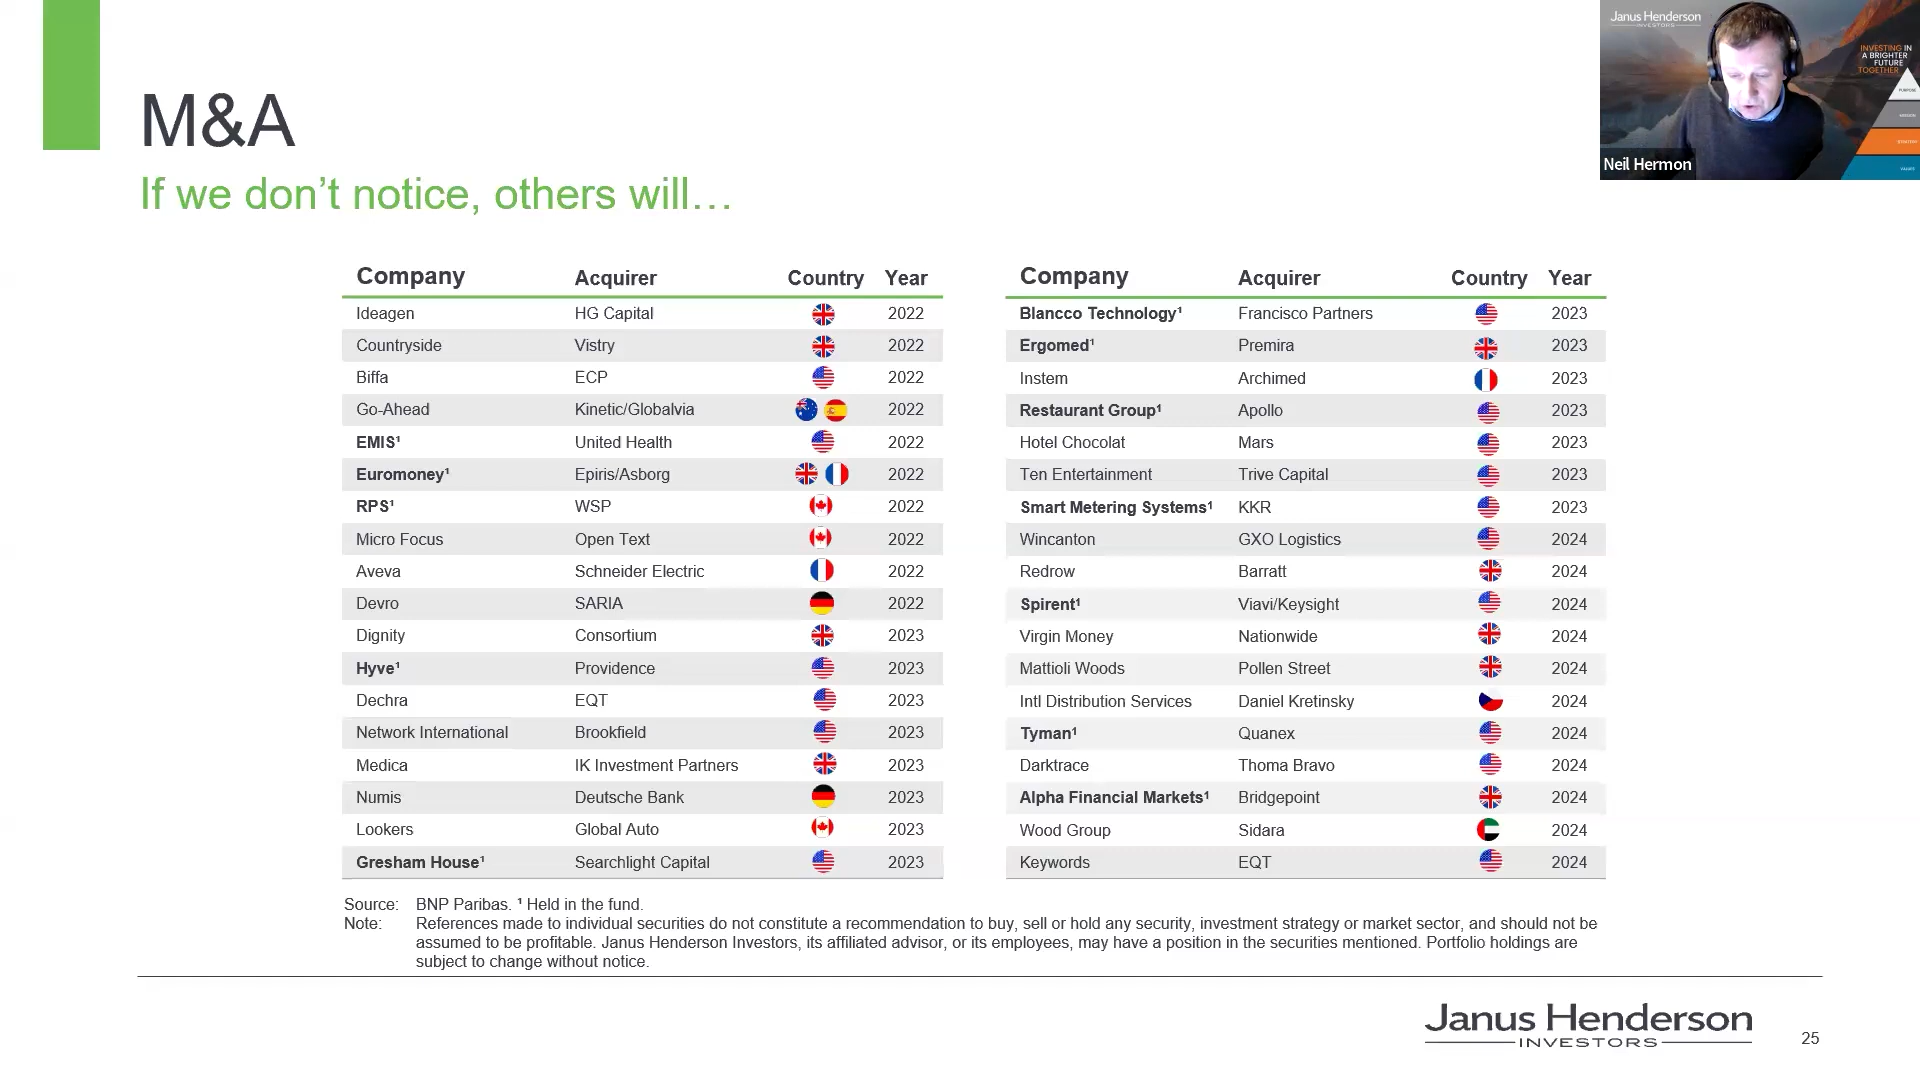 M&A
If we don’t notice, others will…
Janus Henderson
INVESTORS
INVESTING IN
A BRIGHTER
FUTURE
TOGETHER
Neil Hermon
Company Acquirer Country Year
Ideagen HG Capital 2022
Countryside Vistry 2022
Biffa ECP 2022
Go-Ahead Kinetic/Globalvia 2022
EMIS¹ United Health 2022
Euromoney¹ Epiris/Asborg 2022
RPS¹ WSP 2022
Micro Focus Open Text 2022
Aveva Schneider Electric 2022
Devro SARIA 2022
Dignity Consortium 2023
Hyve¹ Providence 2023
Dechra EQT 2023
Network International Brookfield 2023
Medica IK Investment Partners 2023
Numis Deutsche Bank 2023
Lookers Global Auto 2023
Gresham House¹ Searchlight Capital 2023
Company Acquirer Country Year
Blancco Technology¹ Francisco Partners 2023
Ergomed¹ Premira 2023
Instem Archimed 2023
Restaurant Group¹ Apollo 2023
Hotel Chocolat Mars 2023
Ten Entertainment Trive Capital 2023
Smart Metering Systems¹ KKR 2023
Wincanton GXO Logistics 2024
Redrow Barratt 2024
Spirent¹ Viavi/Keysight 2024
Virgin Money Nationwide 2024
Mattioli Woods Pollen Street 2024
Intl Distribution Services Daniel Kretinsky 2024
Tyman¹ Quanex 2024
Darktrace Thoma Bravo 2024
Alpha Financial Markets¹ Bridgepoint 2024
Wood Group Sidara 2024
Keywords EQT 2024
Source: BNP Paribas. ¹ Held in the fund.
Note: References made to individual securities do not constitute a recommendation to buy, sell or hold any security, investment strategy or market sector, and should not be
assumed to be profitable. Janus Henderson Investors, its affiliated advisor, or its employees, may have a position in the securities mentioned. Portfolio holdings are
subject to change without notice.
Janus Henderson
INVESTORS
25